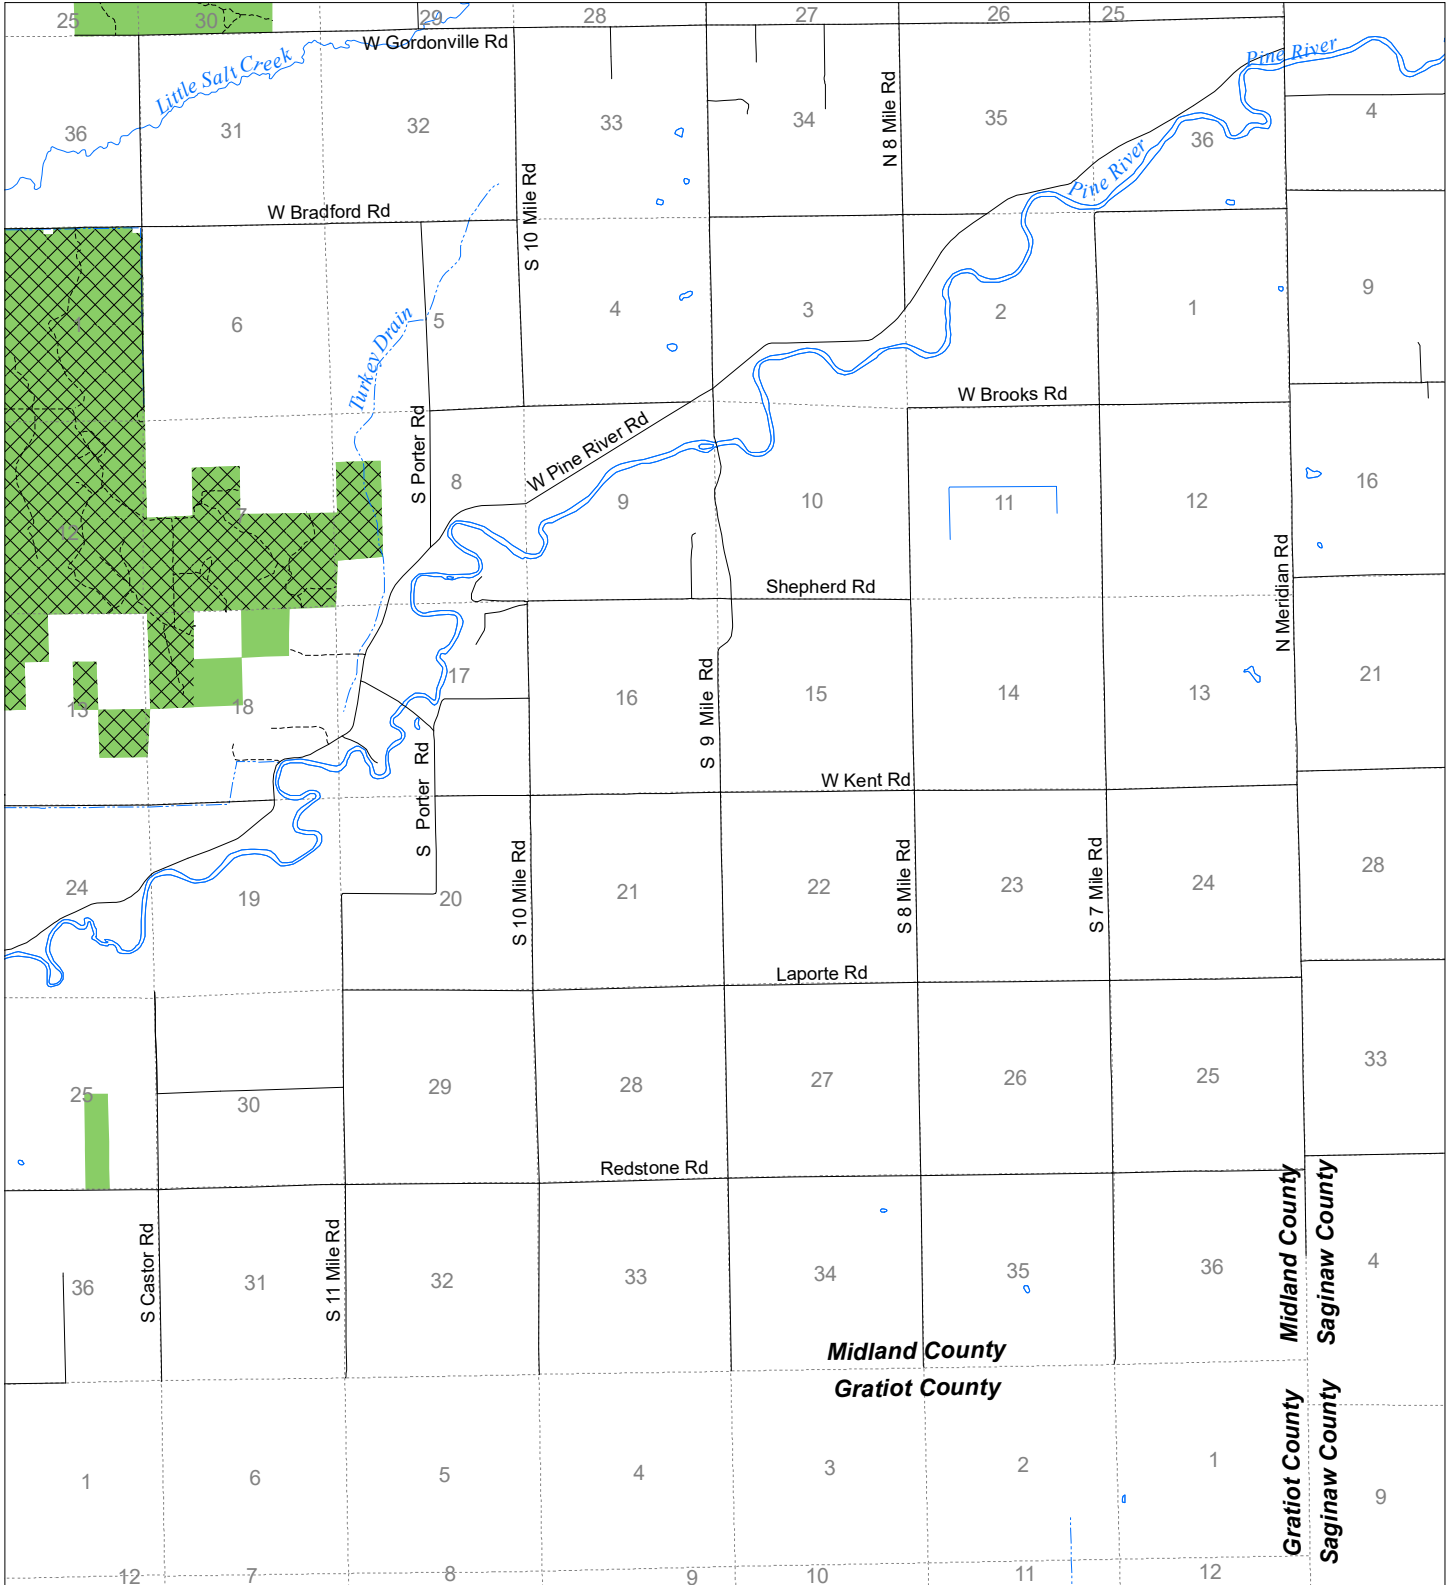 25
30
29
28
27
26
25
W Gordonville Rd
Pine River
Little Salt Creek
36
31
32
33
34
N 8 Mile Rd
35
36
4
Pine River
W Bradford Rd
S 10 Mile Rd
1
6
Turkey Drain
5
4
3
2
1
9
W Brooks Rd
S Porter Rd
W Pine River Rd
12
7
8
9
10
11
12
16
N Meridian Rd
Shepherd Rd
13
18
17
16
S 9 Mile Rd
15
14
13
21
S Porter Rd
W Kent Rd
24
19
20
S 10 Mile Rd
21
22
S 8 Mile Rd
23
S 7 Mile Rd
24
28
Laporte Rd
25
30
29
28
27
26
25
33
Redstone Rd
36
S Castor Rd
31
S 11 Mile Rd
32
33
34
35
36
Midland County
Saginaw County
4
Midland County
Gratiot County
1
6
5
4
3
2
1
Gratiot County
Saginaw County
9
12
7
8
9
10
11
12